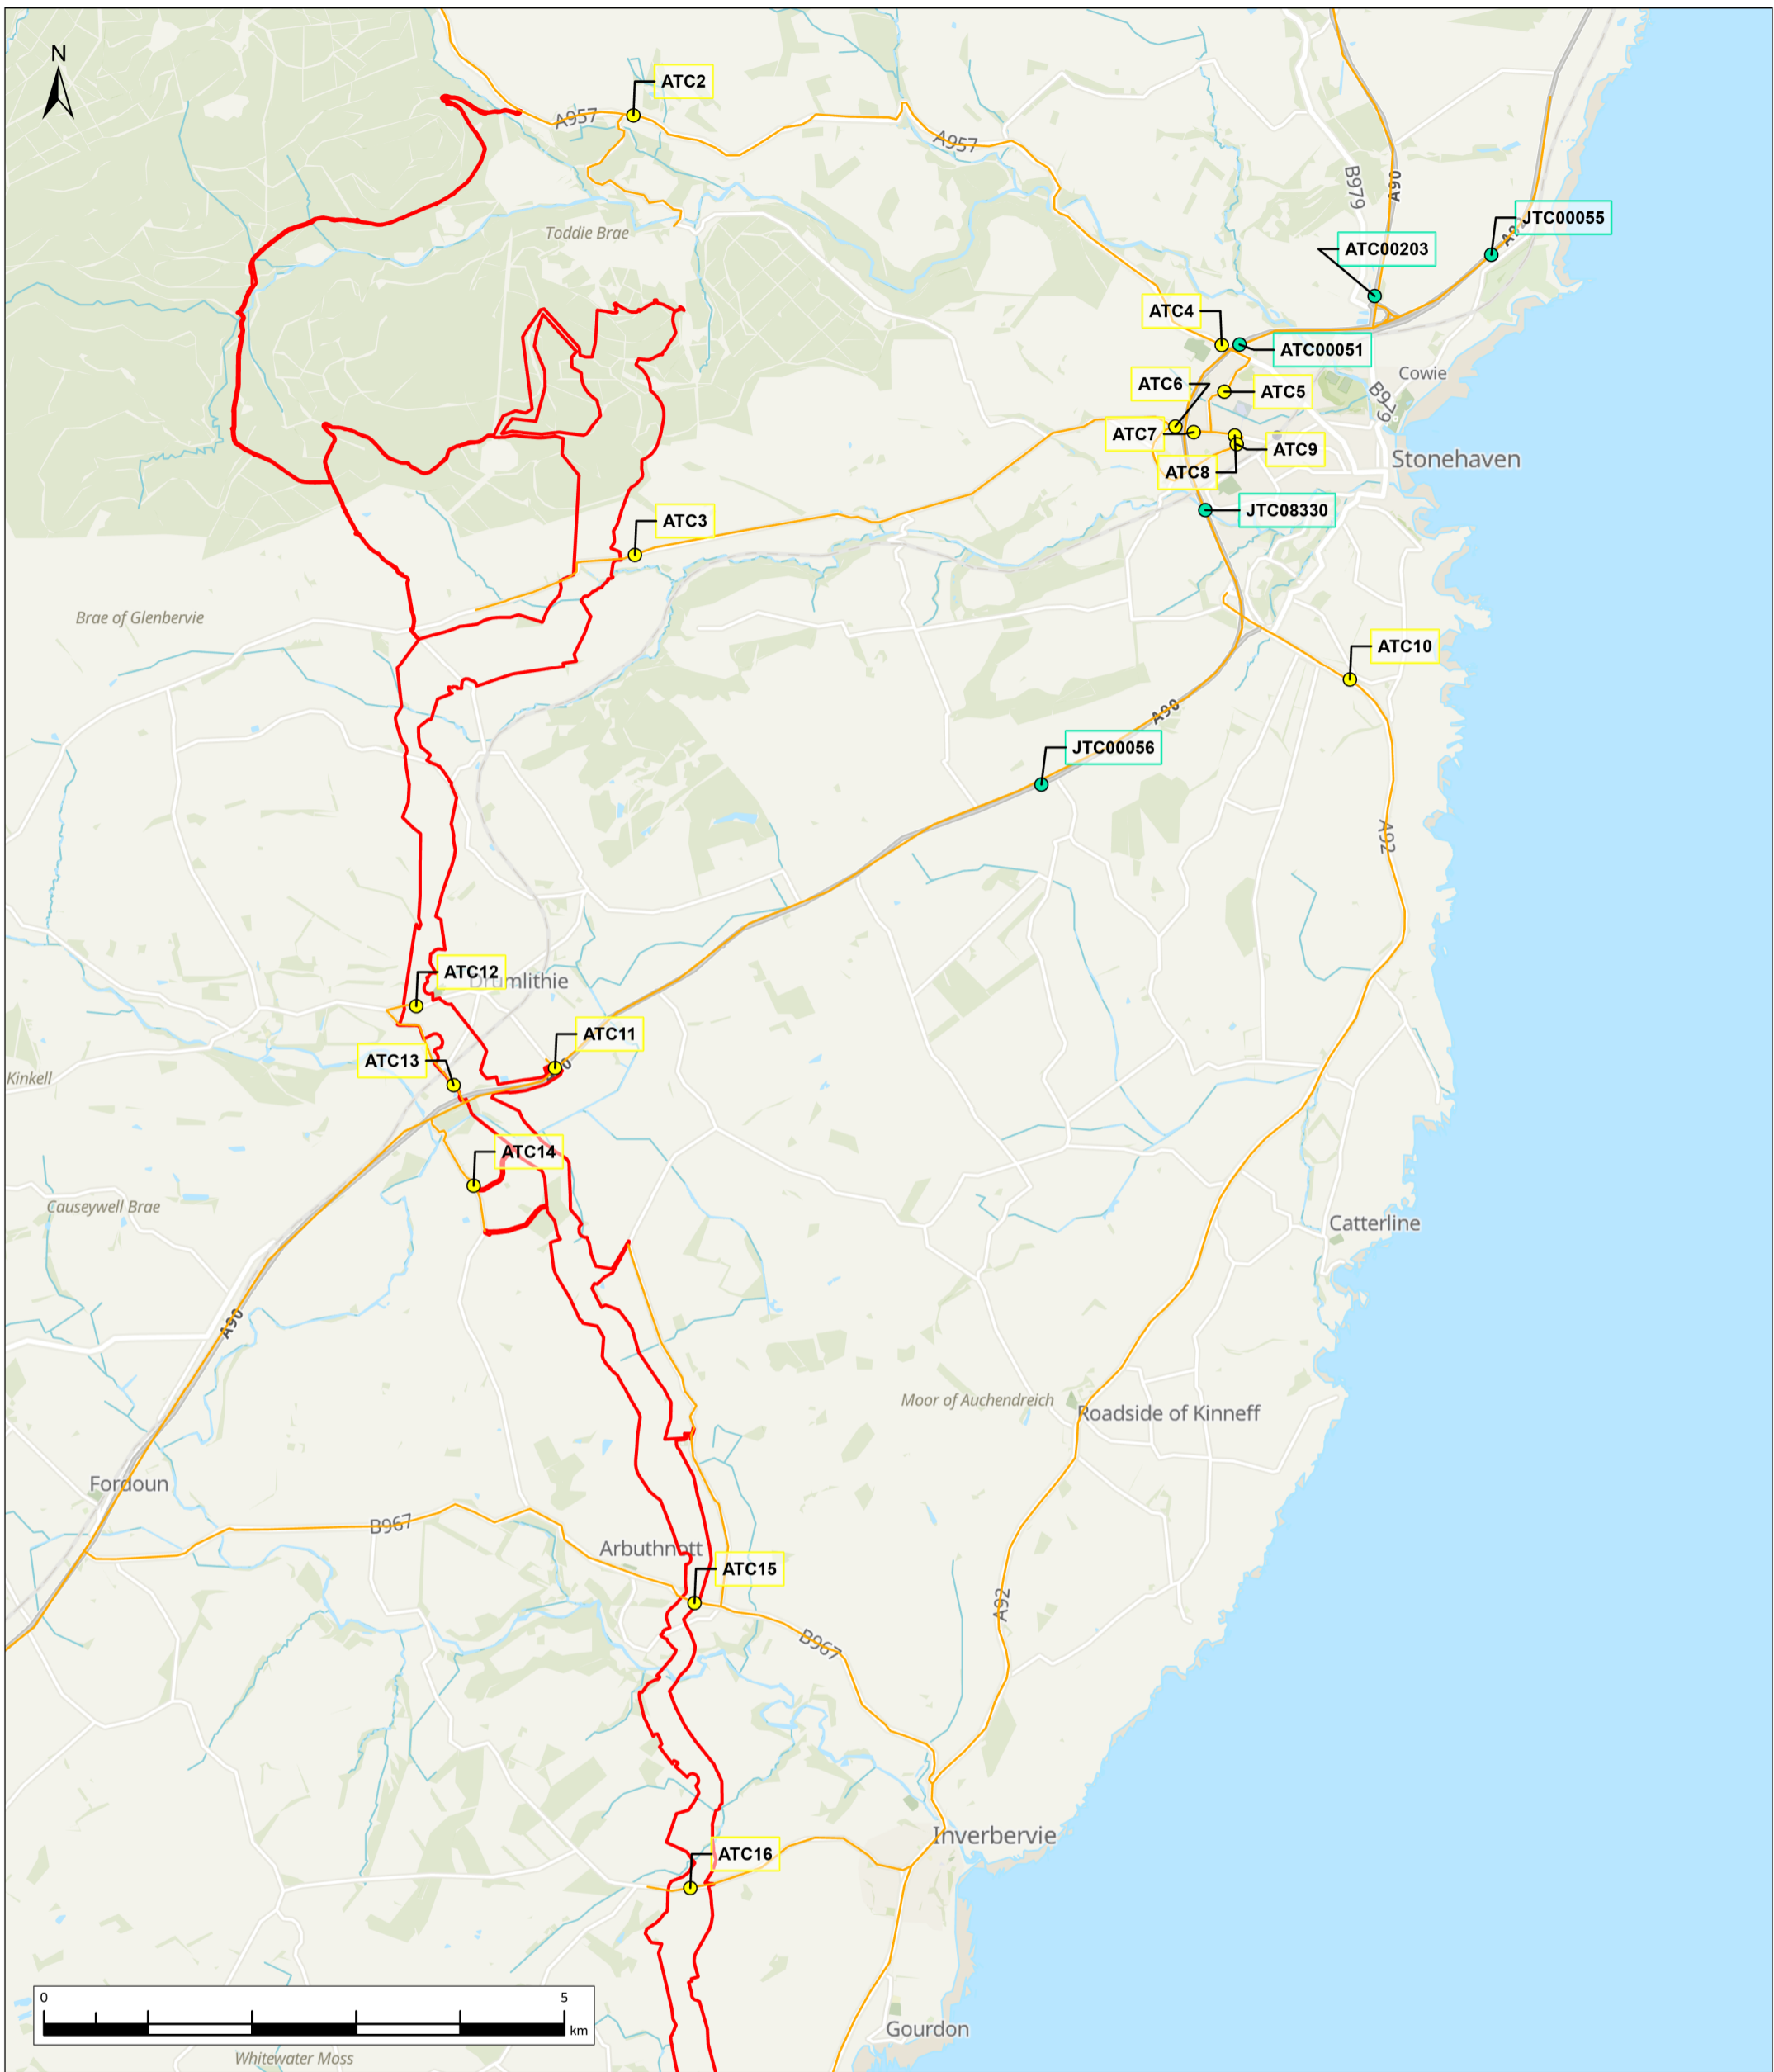 N
ATC2
A957
A957
B979
A90
JTC00055
A92
Toddie Brae
ATC00203
ATC4
ATC00051
Cowie
ATC6
ATC5
B979
ATC7
ATC9
Stonehaven
ATC8
JTC08330
ATC3
Brae of Glenbervie
ATC10
A90
JTC00056
A92
ATC12
Drumlithie
ATC11
ATC13
Kinkell
ATC14
Causeywell Brae
Catterline
A90
Moor of Auchendreich
Roadside of Kinneff
Fordoun
B967
Arbuthnott
ATC15
A92
B967
Inverbervie
ATC16
0 5
km
Gourdon
Whitewater Moss